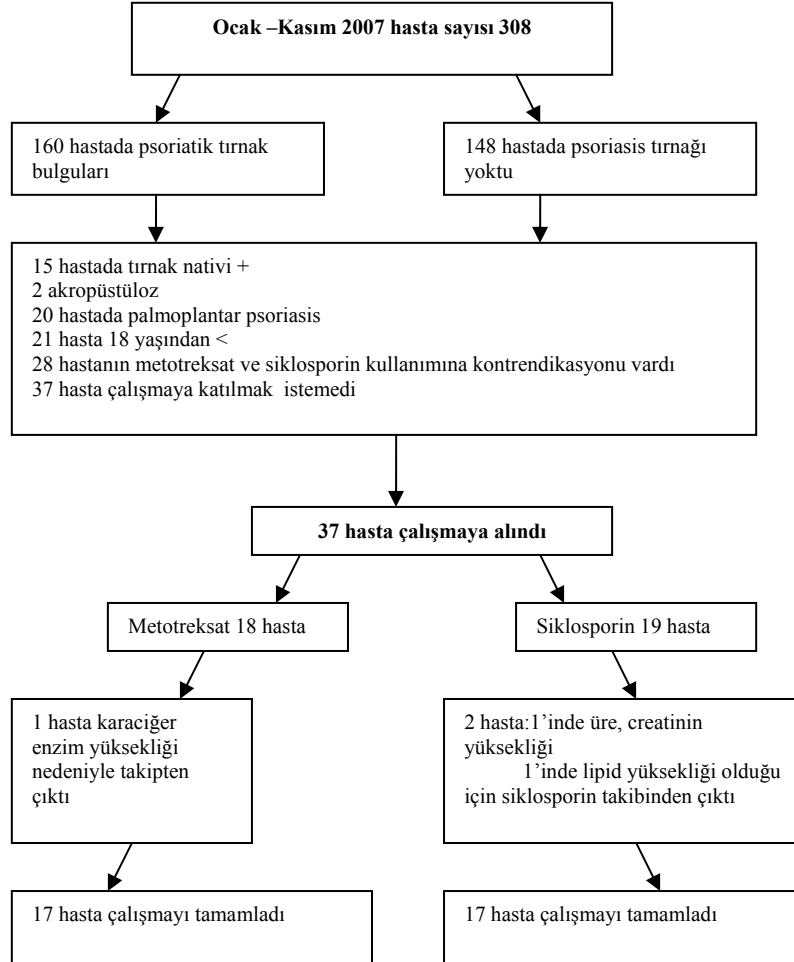 Ocak –Kasım 2007 hasta sayısı 308
160 hastada psoriatik tırnak
bulguları
148 hastada psoriasis tırnağı
yoktu
15 hastada tırnak nativi +
2 akropüstüloz
20 hastada palmoplantar psoriasis
21 hasta 18 yaşından <
28 hastanın metotreksat ve siklosporin kullanımına kontrendikasyonu vardı
37 hasta çalışmaya katılmak istemedi
37 hasta çalışmaya alındı
Metotreksat 18 hasta
Siklosporin 19 hasta
1 hasta karaciğer
enzim yüksekliği
nedeniyle takipten
çıktı
2 hasta:1’inde üre, creatinin
yüksekliği
1’inde lipid yüksekliği olduğu
için siklosporin takibinden çıktı
17 hasta çalışmayı tamamladı
17 hasta çalışmayı tamamladı